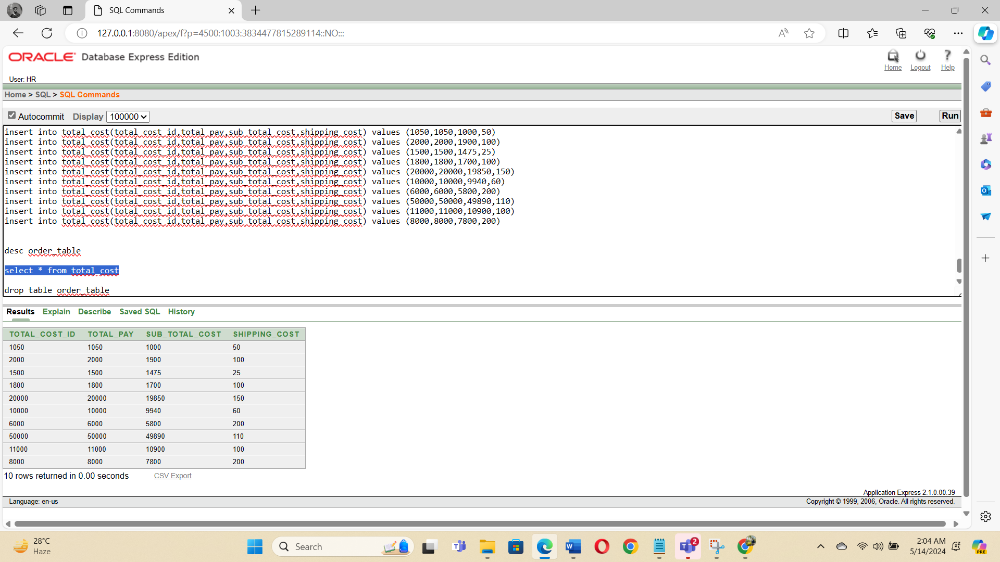 SQL Commands
127.0.0.1:8080/apex/f?p=4500:1003:3834477815289114::NO:::
ORACLE Database Express Edition
Home Logout Help
User: HR
Home > SQL > SQL Commands
Autocommit Display 100000 Save Run
insert into total_cost(total_cost_id,total_pay,sub_total_cost,shipping_cost) values (1050,1050,1000,50)
insert into total_cost(total_cost_id,total_pay,sub_total_cost,shipping_cost) values (2000,2000,1900,100)
insert into total_cost(total_cost_id,total_pay,sub_total_cost,shipping_cost) values (1500,1500,1475,25)
insert into total_cost(total_cost_id,total_pay,sub_total_cost,shipping_cost) values (1800,1800,1700,100)
insert into total_cost(total_cost_id,total_pay,sub_total_cost,shipping_cost) values (20000,20000,19850,150)
insert into total_cost(total_cost_id,total_pay,sub_total_cost,shipping_cost) values (10000,10000,9940,60)
insert into total_cost(total_cost_id,total_pay,sub_total_cost,shipping_cost) values (6000,6000,5800,200)
insert into total_cost(total_cost_id,total_pay,sub_total_cost,shipping_cost) values (50000,50000,49890,110)
insert into total_cost(total_cost_id,total_pay,sub_total_cost,shipping_cost) values (11000,11000,10900,100)
insert into total_cost(total_cost_id,total_pay,sub_total_cost,shipping_cost) values (8000,8000,7800,200)
desc order_table
select * from total_cost
drop table order_table
Results Explain Describe Saved SQL History
TOTAL_COST_ID TOTAL_PAY SUB_TOTAL_COST SHIPPING_COST
1050 1050 1000 50
2000 2000 1900 100
1500 1500 1475 25
1800 1800 1700 100
20000 20000 19850 150
10000 10000 9940 60
6000 6000 5800 200
50000 50000 49890 110
11000 11000 10900 100
8000 8000 7800 200
10 rows returned in 0.00 seconds CSV Export
Application Express 2.1.0.00.39
Language: en-us Copyright © 1999, 2006, Oracle. All rights reserved.
28°C
Haze
Search
2
2:04 AM
5/14/2024
PRE